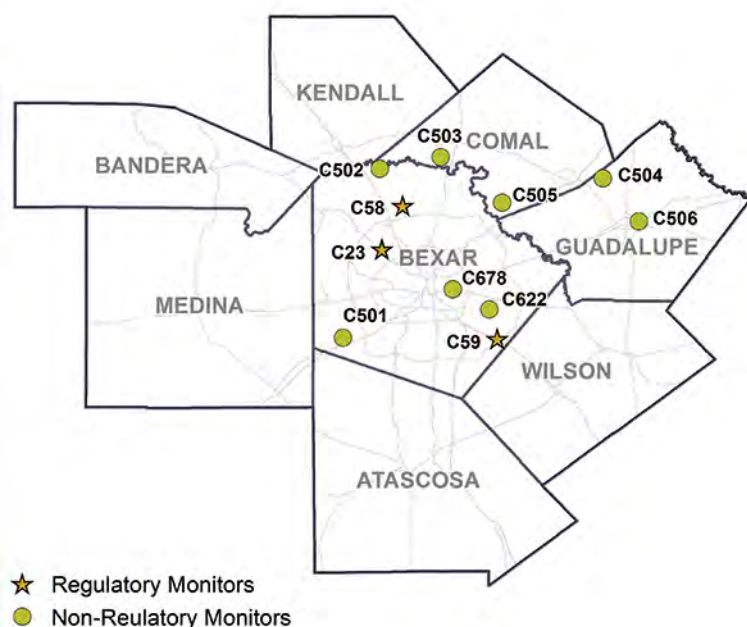 KENDALL
C503
COMAL
BANDERA
C502
C504
C505
C58
C506
C23
BEXAR
GUADALUPE
C678
MEDINA
C622
C501
C59
WILSON
ATASCOSA
Regulatory Monitors
Non-Reulatory Monitors